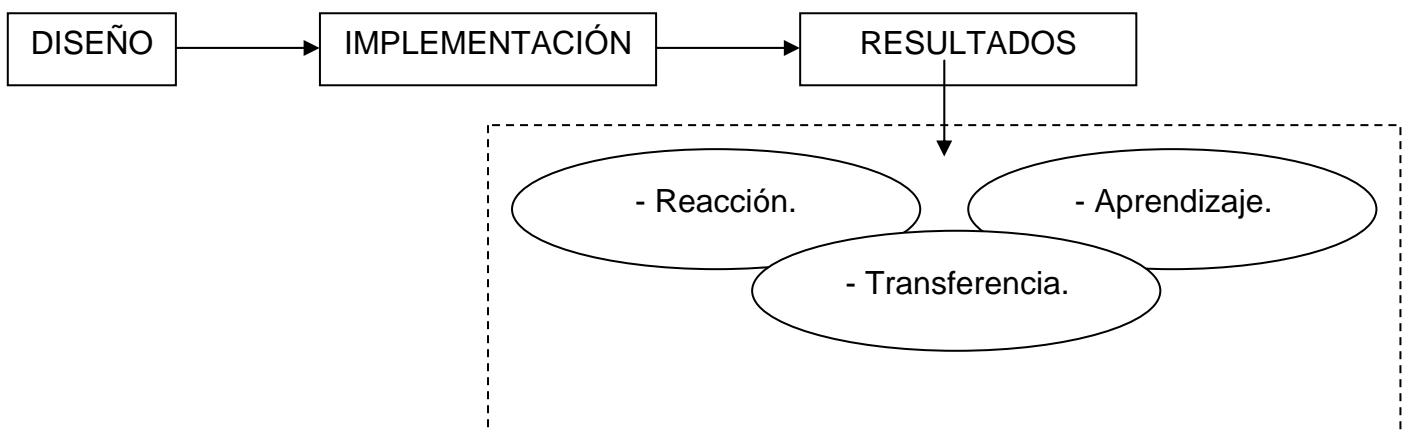 DISEÑO IMPLEMENTACIÓN RESULTADOS
- Reacción. - Aprendizaje.
- Transferencia.